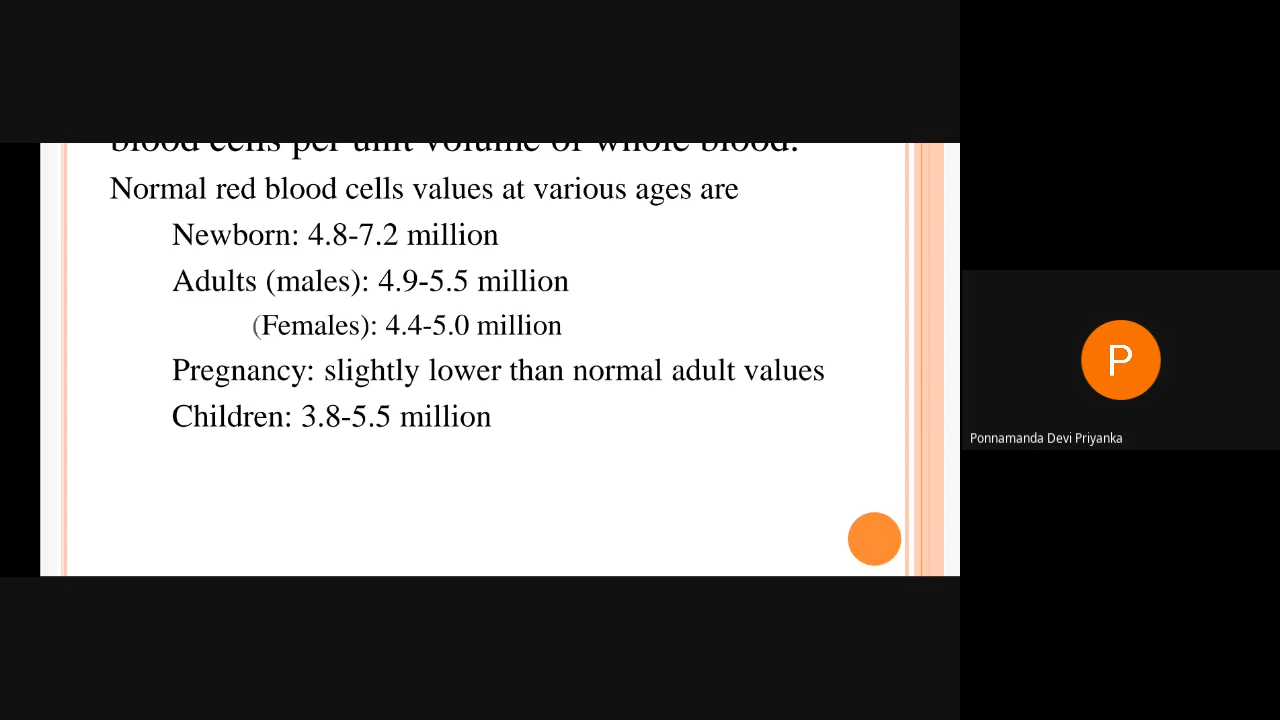 blood cells per unit volume of whole blood.
Normal red blood cells values at various ages are
Newborn: 4.8-7.2 million
Adults (males): 4.9-5.5 million
(Females): 4.4-5.0 million
Pregnancy: slightly lower than normal adult values
Children: 3.8-5.5 million
P
Ponnamanda Devi Priyanka